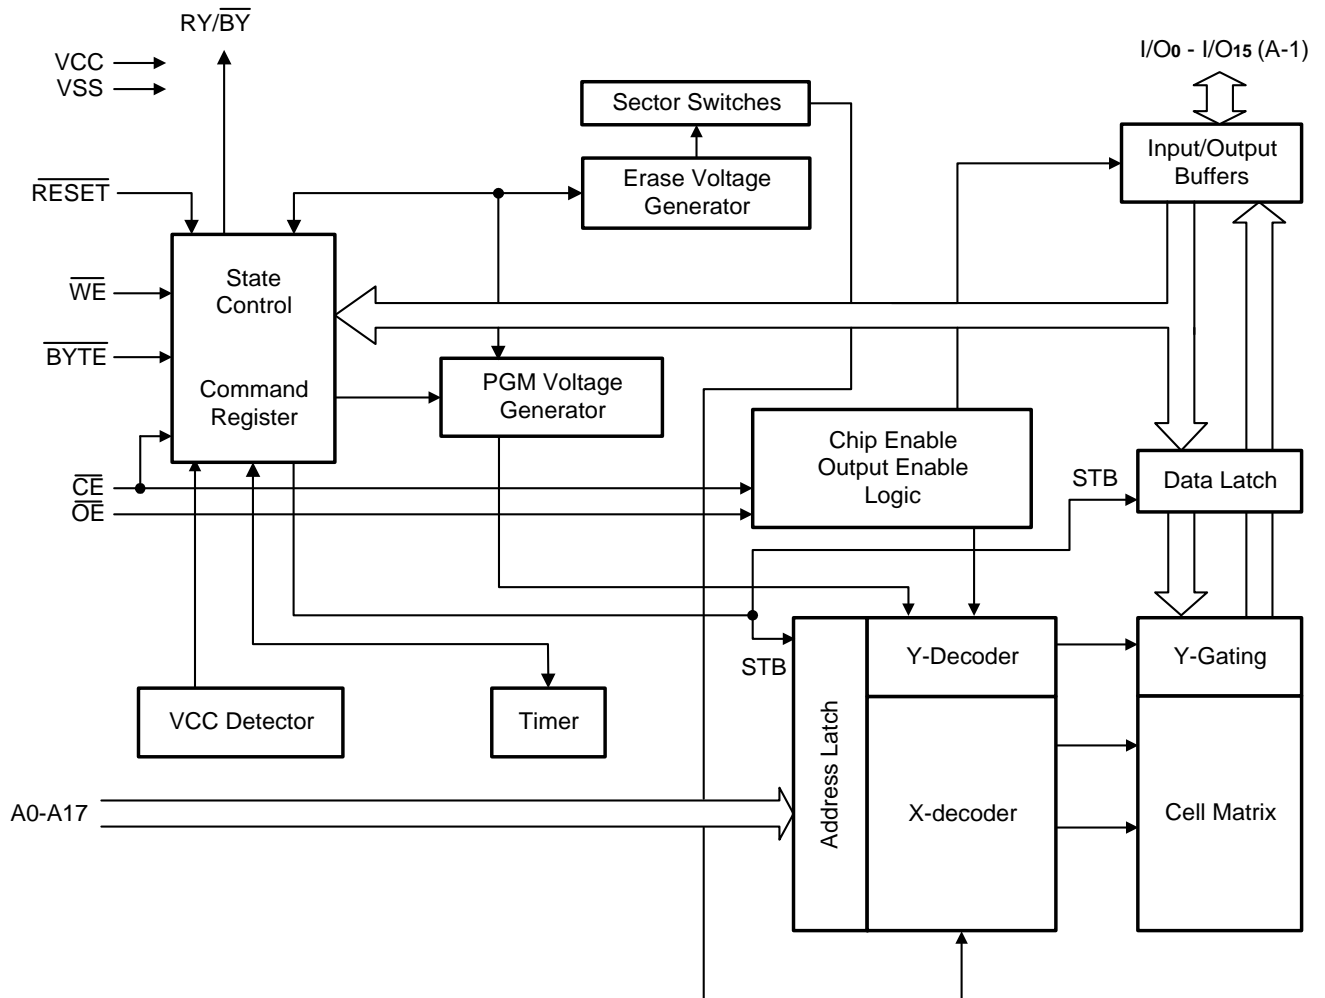 RY/BY
I/O0 - I/O15 (A-1)
VCC
VSS
Sector Switches
Input/Output
Buffers
RESET
Erase Voltage
Generator
State
Control
WE
BYTE
PGM Voltage
Generator
Command
Register
Chip Enable
Output Enable
Logic
CE
OE
STB
Data Latch
STB
Y-Decoder
Y-Gating
VCC Detector
Timer
Address Latch
A0-A17
X-decoder
Cell Matrix